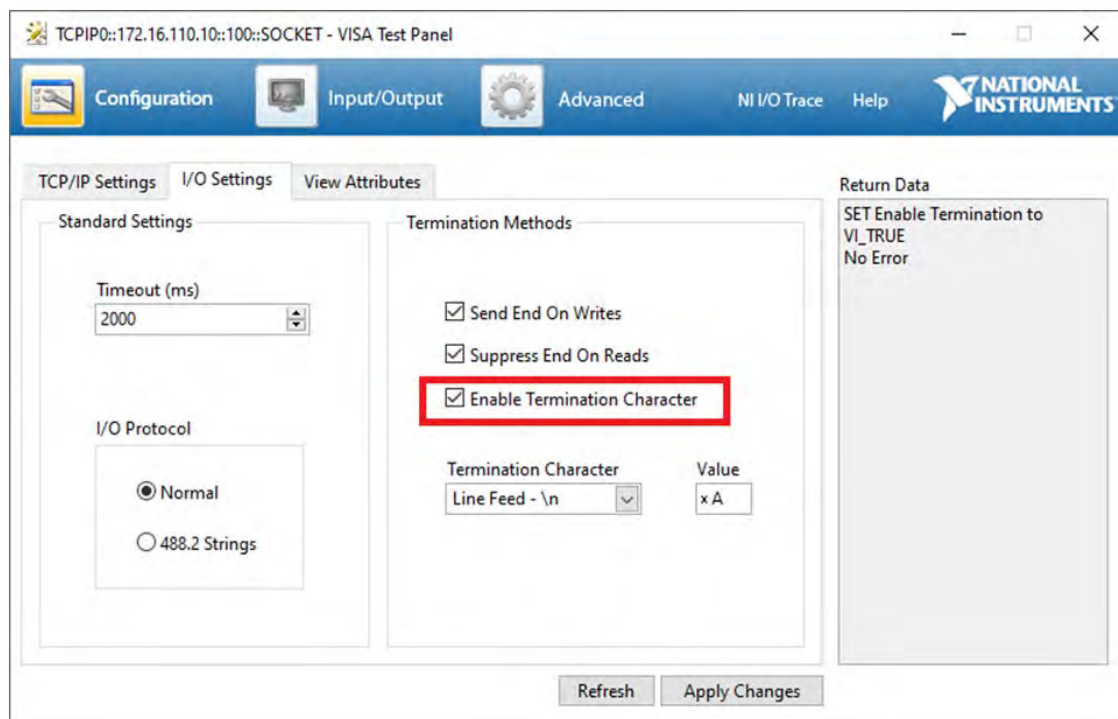 TCPIP0::172.16.110.10::100::SOCKET - VISA Test Panel
Configuration
Input/Output
Advanced
NI I/O Trace
Help
NATIONAL
INSTRUMENTS
TCP/IP Settings
I/O Settings
View Attributes
Standard Settings
Timeout (ms)
2000
I/O Protocol
Normal
488.2 Strings
Termination Methods
Send End On Writes
Suppress End On Reads
Enable Termination Character
Termination Character
Line Feed - \n
Value
x A
Return Data
SET Enable Termination to
VI_TRUE
No Error
Refresh
Apply Changes